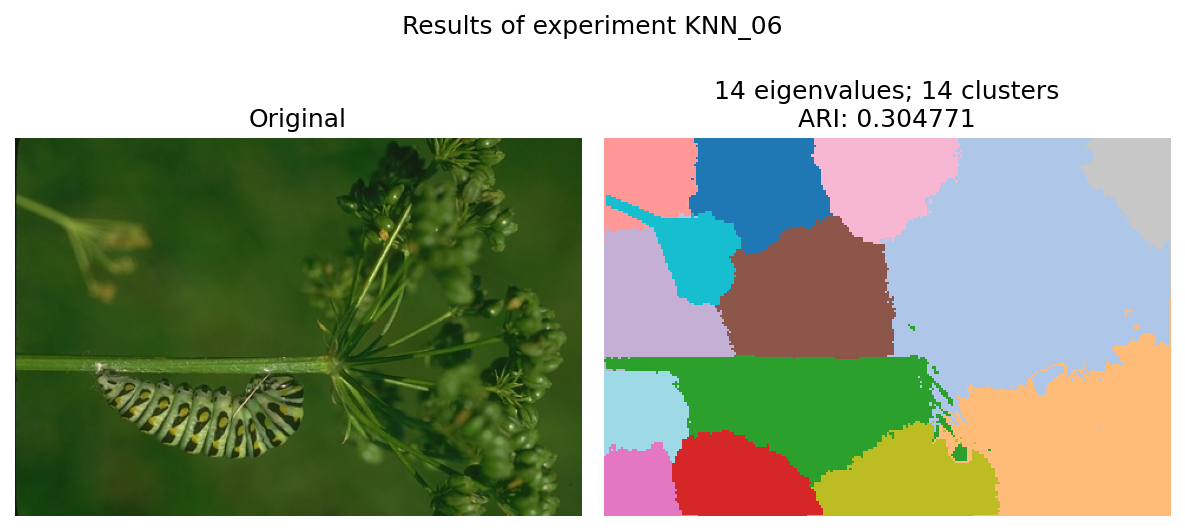 Results of experiment KNN_06
Original
14 eigenvalues; 14 clusters
ARI: 0.304771